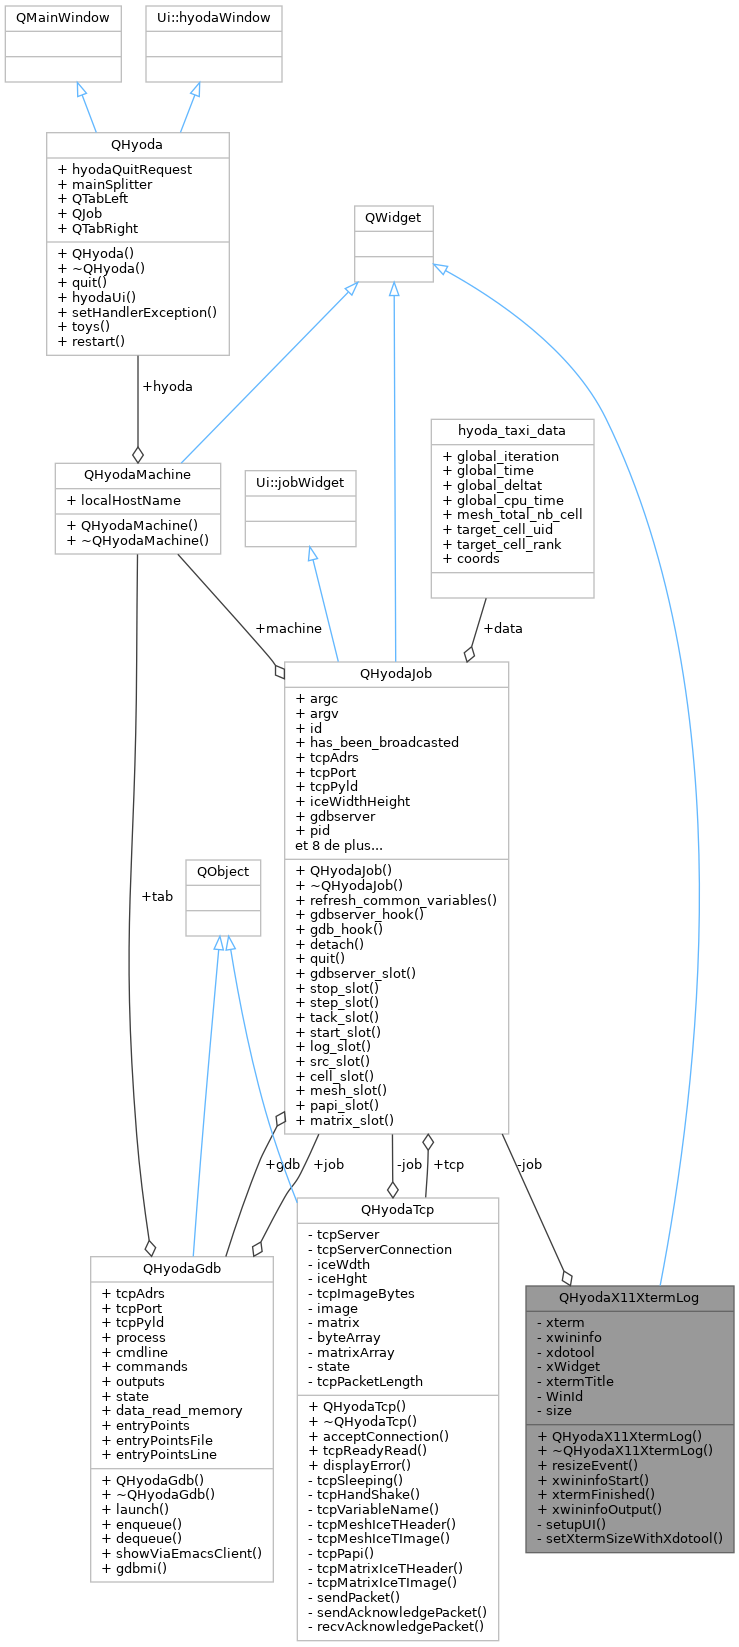 QMainWindow
Ui::hyodaWindow
QHyoda
+ hyodaQuitRequest
+ mainSplitter
+ QTabLeft
+ QJob
+ QTabRight
+ QHyoda()
+ ~QHyoda()
+ quit()
+ hyodaUi()
+ setHandlerException()
+ toys()
+ restart()
QWidget
+hyoda
hyoda_taxi_data
+ global_iteration
+ global_time
+ global_deltat
+ global_cpu_time
+ mesh_total_nb_cell
+ target_cell_uid
+ target_cell_rank
+ coords
QHyodaMachine
+ localHostName
+ QHyodaMachine()
+ ~QHyodaMachine()
Ui::jobWidget
+machine
+data
QHyodaJob
+ argc
+ argv
+ id
+ has_been_broadcasted
+ tcpAdrs
+ tcpPort
+ tcpPyld
+ iceWidthHeight
+ gdbserver
+ pid
et 8 de plus...
+ QHyodaJob()
+ ~QHyodaJob()
+ refresh_common_variables()
+ gdbserver_hook()
+ gdb_hook()
+ detach()
+ quit()
+ gdbserver_slot()
+ stop_slot()
+ step_slot()
+ tack_slot()
+ start_slot()
+ log_slot()
+ src_slot()
+ cell_slot()
+ mesh_slot()
+ papi_slot()
+ matrix_slot()
QObject
+tab
+gdb
+job
-job
+tcp
-job
QHyodaGdb
+ tcpAdrs
+ tcpPort
+ tcpPyld
+ process
+ cmdline
+ commands
+ outputs
+ state
+ data_read_memory
+ entryPoints
+ entryPointsFile
+ entryPointsLine
+ QHyodaGdb()
+ ~QHyodaGdb()
+ launch()
+ enqueue()
+ dequeue()
+ showViaEmacsClient()
+ gdbmi()
QHyodaTcp
- tcpServer
- tcpServerConnection
- iceWdth
- iceHght
- tcpImageBytes
- image
- matrix
- byteArray
- matrixArray
- state
- tcpPacketLength
+ QHyodaTcp()
+ ~QHyodaTcp()
+ acceptConnection()
+ tcpReadyRead()
+ displayError()
- tcpSleeping()
- tcpHandShake()
- tcpVariableName()
- tcpMeshIceTHeader()
- tcpMeshIceTImage()
- tcpPapi()
- tcpMatrixIceTHeader()
- tcpMatrixIceTImage()
- sendPacket()
- sendAcknowledgePacket()
- recvAcknowledgePacket()
QHyodaX11XtermLog
- xterm
- xwininfo
- xdotool
- xWidget
- xtermTitle
- WinId
- size
+ QHyodaX11XtermLog()
+ ~QHyodaX11XtermLog()
+ resizeEvent()
+ xwininfoStart()
+ xtermFinished()
+ xwininfoOutput()
- setupUI()
- setXtermSizeWithXdotool()